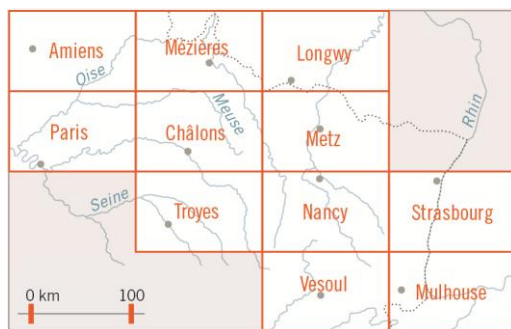 Amiens
Mézières
Longwy
Oise
Meuse
Rhin
Paris
Châlons
Metz
Seine
Troyes
Nancy
Strasbourg
Vesoul
Mulhouse
0 km 100